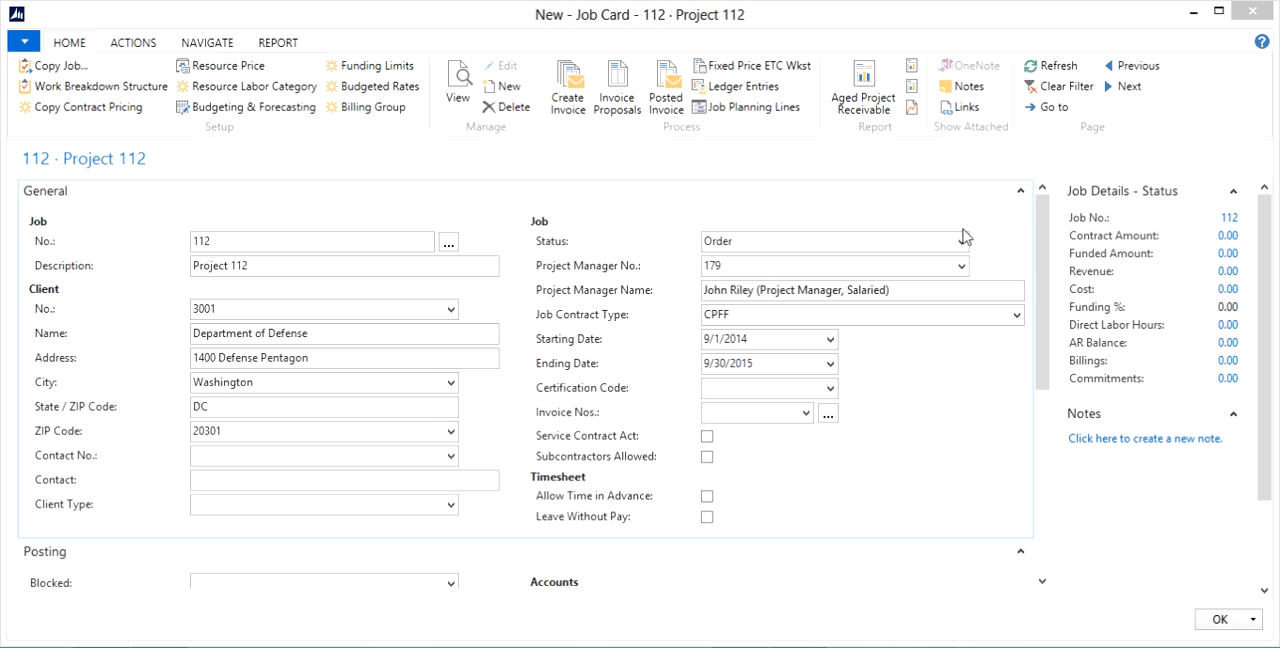 New - Job Card - 112 · Project 112
HOME ACTIONS NAVIGATE REPORT
Copy Job...
Work Breakdown Structure
Copy Contract Pricing
Resource Price
Resource Labor Category
Budgeting & Forecasting
Funding Limits
Budgeted Rates
Billing Group
Setup
View
Edit
New
Delete
Manage
Create Invoice
Invoice Proposals
Posted Invoice
Fixed Price ETC Wkst
Ledger Entries
Job Planning Lines
Process
Aged Project Receivable
Report
OneNote
Notes
Links
Show Attached
Refresh
Clear Filter
Go to
Previous
Next
Page
112 · Project 112
General
Job
No.: 112 ...
Description: Project 112
Client
No.: 3001
Name: Department of Defense
Address: 1400 Defense Pentagon
City: Washington
State / ZIP Code: DC
ZIP Code: 20301
Contact No.:
Contact:
Client Type:
Job
Status: Order
Project Manager No.: 179
Project Manager Name: John Riley (Project Manager, Salaried)
Job Contract Type: CPFF
Starting Date: 9/1/2014
Ending Date: 9/30/2015
Certification Code:
Invoice Nos.: ...
Service Contract Act:
Subcontractors Allowed:
Timesheet
Allow Time in Advance:
Leave Without Pay:
Posting
Blocked:
Accounts
Job Details - Status
Job No.: 112
Contract Amount: 0.00
Funded Amount: 0.00
Revenue: 0.00
Cost: 0.00
Funding %: 0.00
Direct Labor Hours: 0.00
AR Balance: 0.00
Billings: 0.00
Commitments: 0.00
Notes
Click here to create a new note.
OK